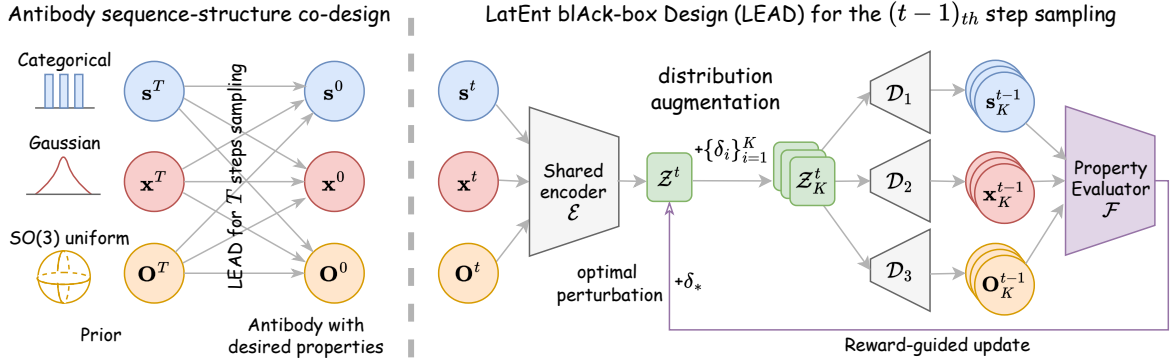 Antibody sequence-structure co-design
Categorical
Gaussian
SO(3) uniform
Prior
s^T
x^T
O^T
LEAD for T steps sampling
s^0
x^0
O^0
Antibody with
desired properties
LatEnt blAck-box Design (LEAD) for the (t − 1)_{th} step sampling
s^t
x^t
O^t
Shared
encoder
ℰ
𝒵^t
distribution
augmentation
+{δ_i}_{i=1}^K
𝒵_K^t
optimal
perturbation
+δ_*
𝒟_1
𝒟_2
𝒟_3
s_K^{t−1}
x_K^{t−1}
O_K^{t−1}
Property
Evaluator
ℱ
Reward-guided update